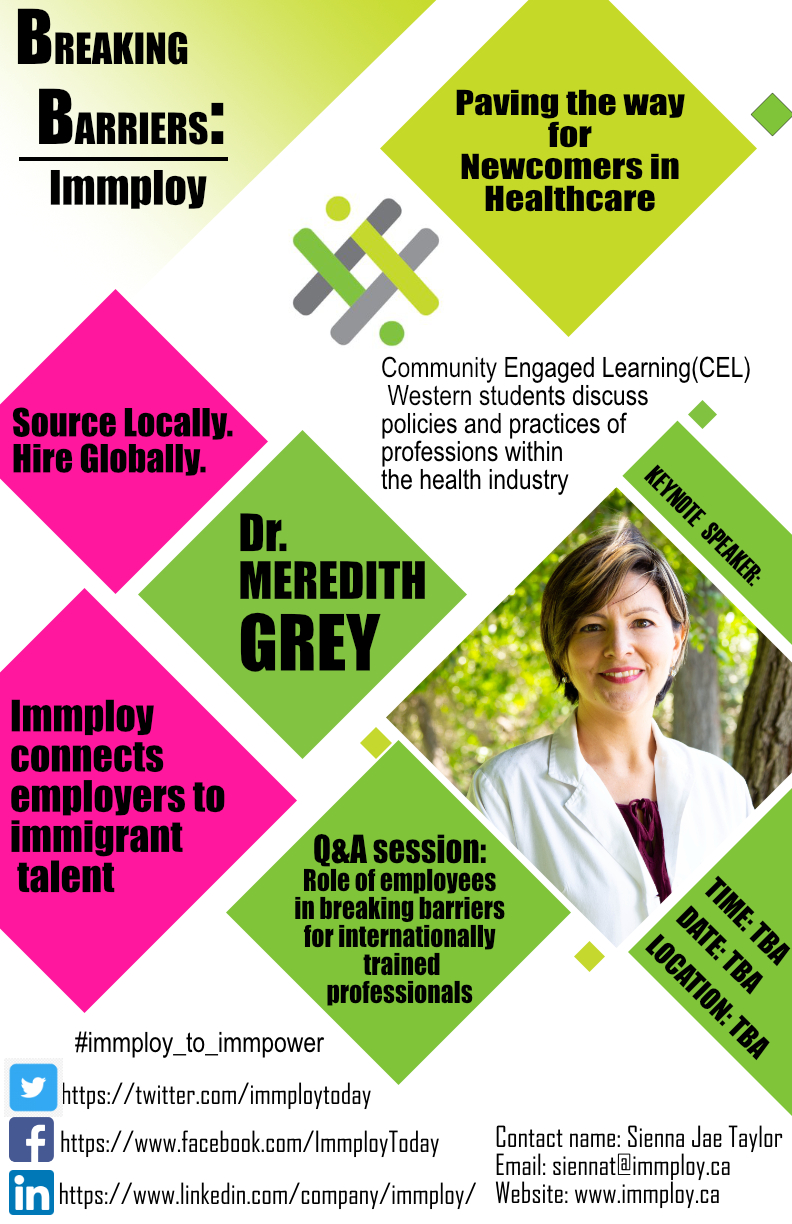 BREAKING
BARRIERS:
Immploy
Paving the way
for
Newcomers in
Healthcare
Community Engaged Learning(CEL)
Western students discuss
policies and practices of
professions within
the health industry
Source Locally.
Hire Globally.
KEYNOTE SPEAKER:
Dr.
MEREDITH
GREY
Immploy
connects
employers to
immigrant
talent
Q&A session:
Role of employees
in breaking barriers
for internationally
trained
professionals
TIME: TBA
DATE: TBA
LOCATION: TBA
#immploy_to_immpower
https://twitter.com/immploytoday
https://www.facebook.com/ImmployToday
https://www.linkedin.com/company/immploy/
Contact name: Sienna Jae Taylor
Email: siennat@immploy.ca
Website: www.immploy.ca